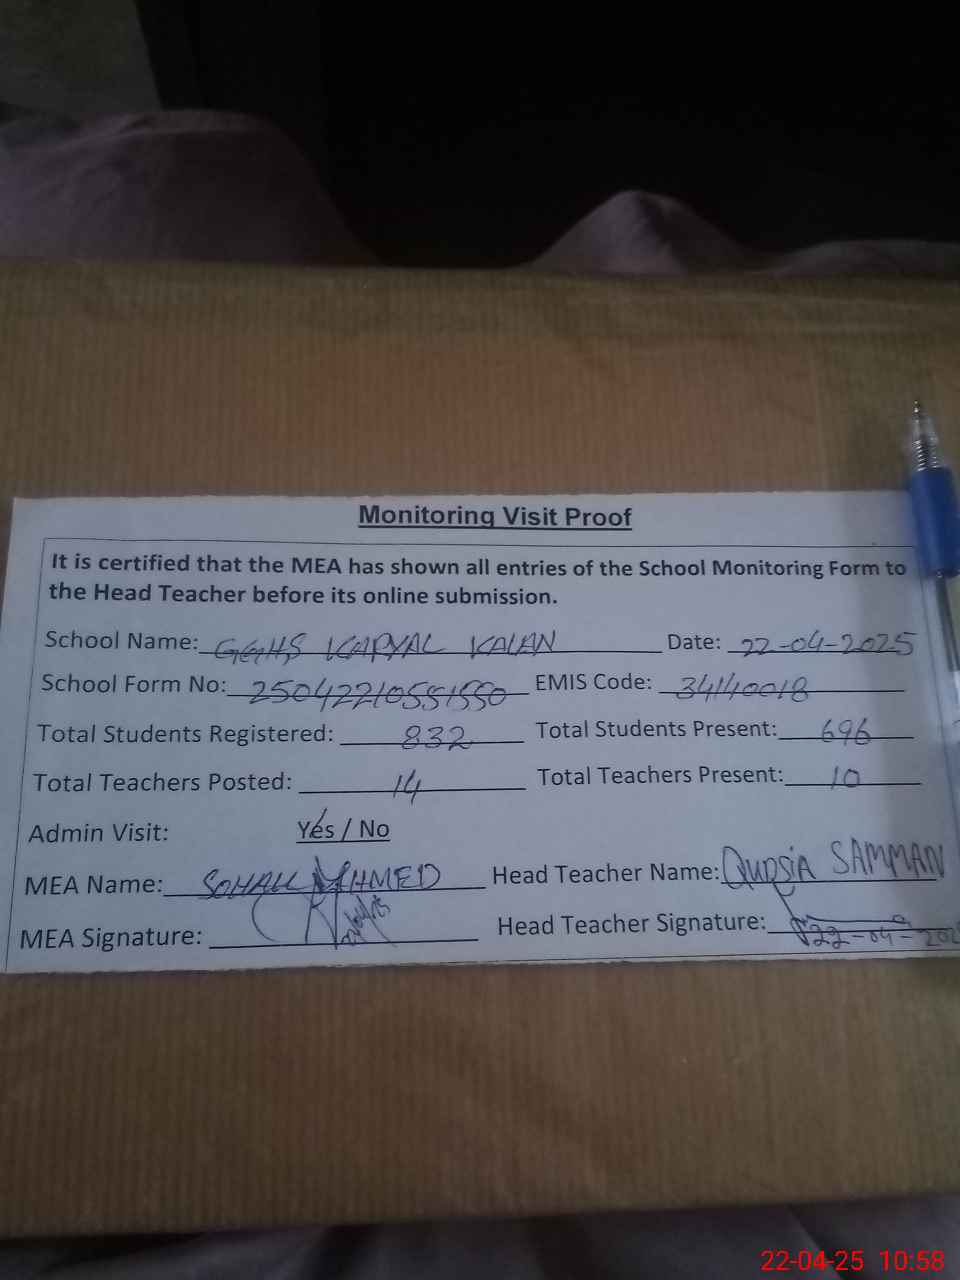 Monitoring Visit Proof
It is certified that the MEA has shown all entries of the School Monitoring Form to
the Head Teacher before its online submission.
School Name: GGHS KARYAL KALAN Date: 22-04-2025
School Form No: EMIS Code: 34140018
Total Students Registered: 832 Total Students Present: 696
Total Teachers Posted: 14 Total Teachers Present: 10
Admin Visit: Yes / No
MEA Name: SOHAIL AHMED Head Teacher Name: QUDSIA SAMMAN
MEA Signature: Head Teacher Signature: 22-04-202
22-04-25 10:58